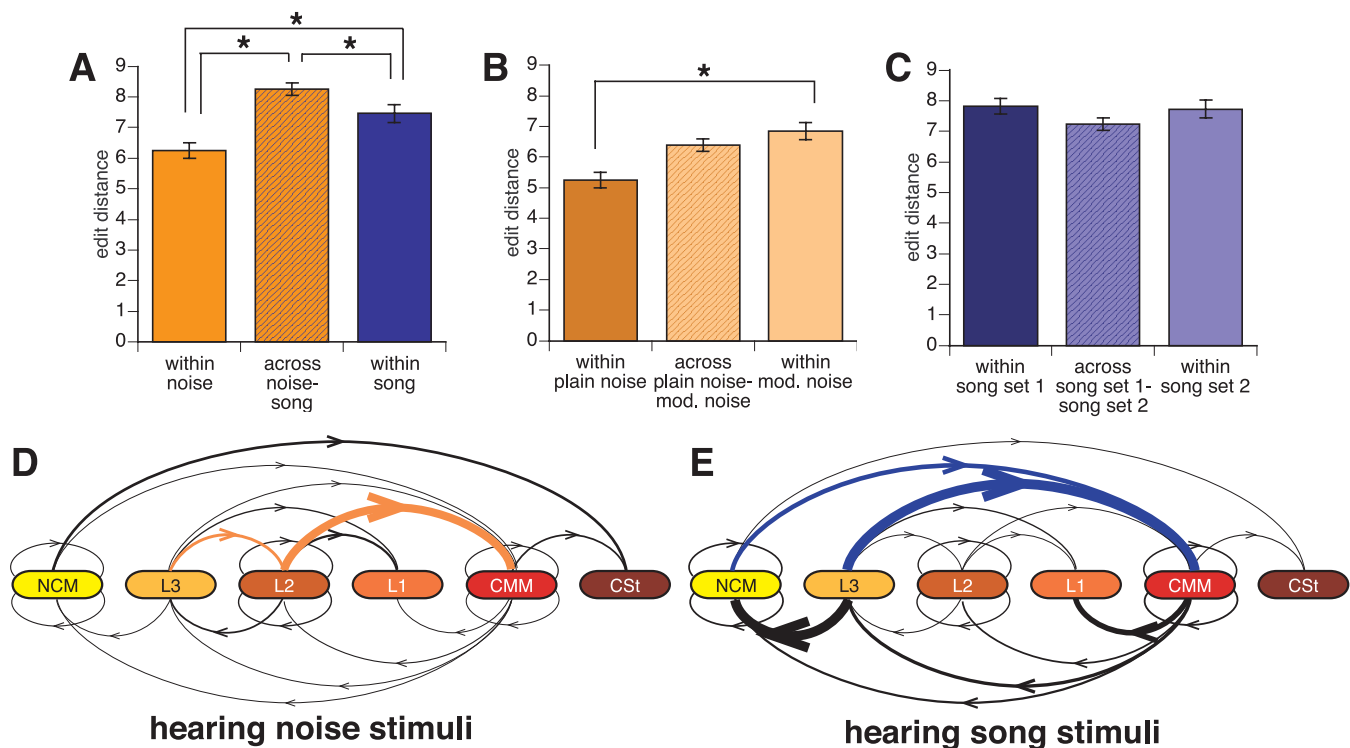 A
*
*
*
edit distance
9
8
7
6
5
4
3
2
1
0
within
noise
across
noise-
song
within
song
B
*
edit distance
9
8
7
6
5
4
3
2
1
0
within
plain noise
across
plain noise-
mod. noise
within
mod. noise
C
edit distance
9
8
7
6
5
4
3
2
1
0
within
song set 1
across
song set 1-
song set 2
within
song set 2
D
NCM
L3
L2
L1
CMM
CSt
hearing noise stimuli
E
NCM
L3
L2
L1
CMM
CSt
hearing song stimuli